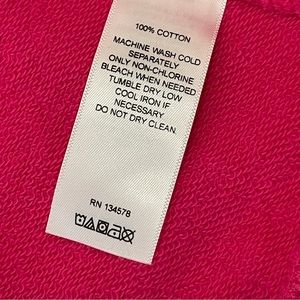 100% COTTON
MACHINE WASH COLD
SEPARATELY
ONLY NON-CHLORINE
BLEACH WHEN NEEDED
TUMBLE DRY LOW
COOL IRON IF
NECESSARY
DO NOT DRY CLEAN.
RN 134578